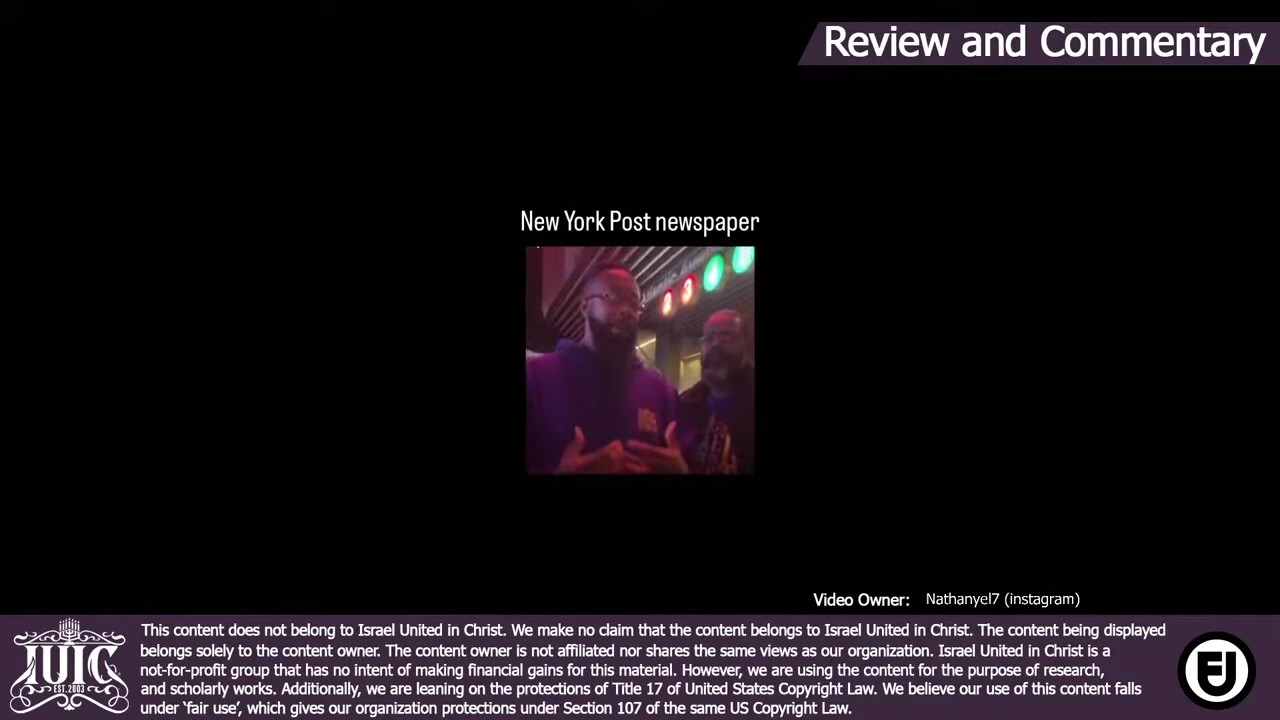 Review and Commentary
New York Post newspaper
2 3 4
Video Owner: Nathanyel7 (instagram)
This content does not belong to Israel United in Christ. We make no claim that the content belongs to Israel United in Christ. The content being displayed
belongs solely to the content owner. The content owner is not affiliated nor shares the same views as our organization. Israel United in Christ is a
not-for-profit group that has no intent of making financial gains for this material. However, we are using the content for the purpose of research,
and scholarly works. Additionally, we are leaning on the protections of Title 17 of United States Copyright Law. We believe our use of this content falls
under ‘fair use’, which gives our organization protections under Section 107 of the same US Copyright Law.
IUIC
EST. 2003